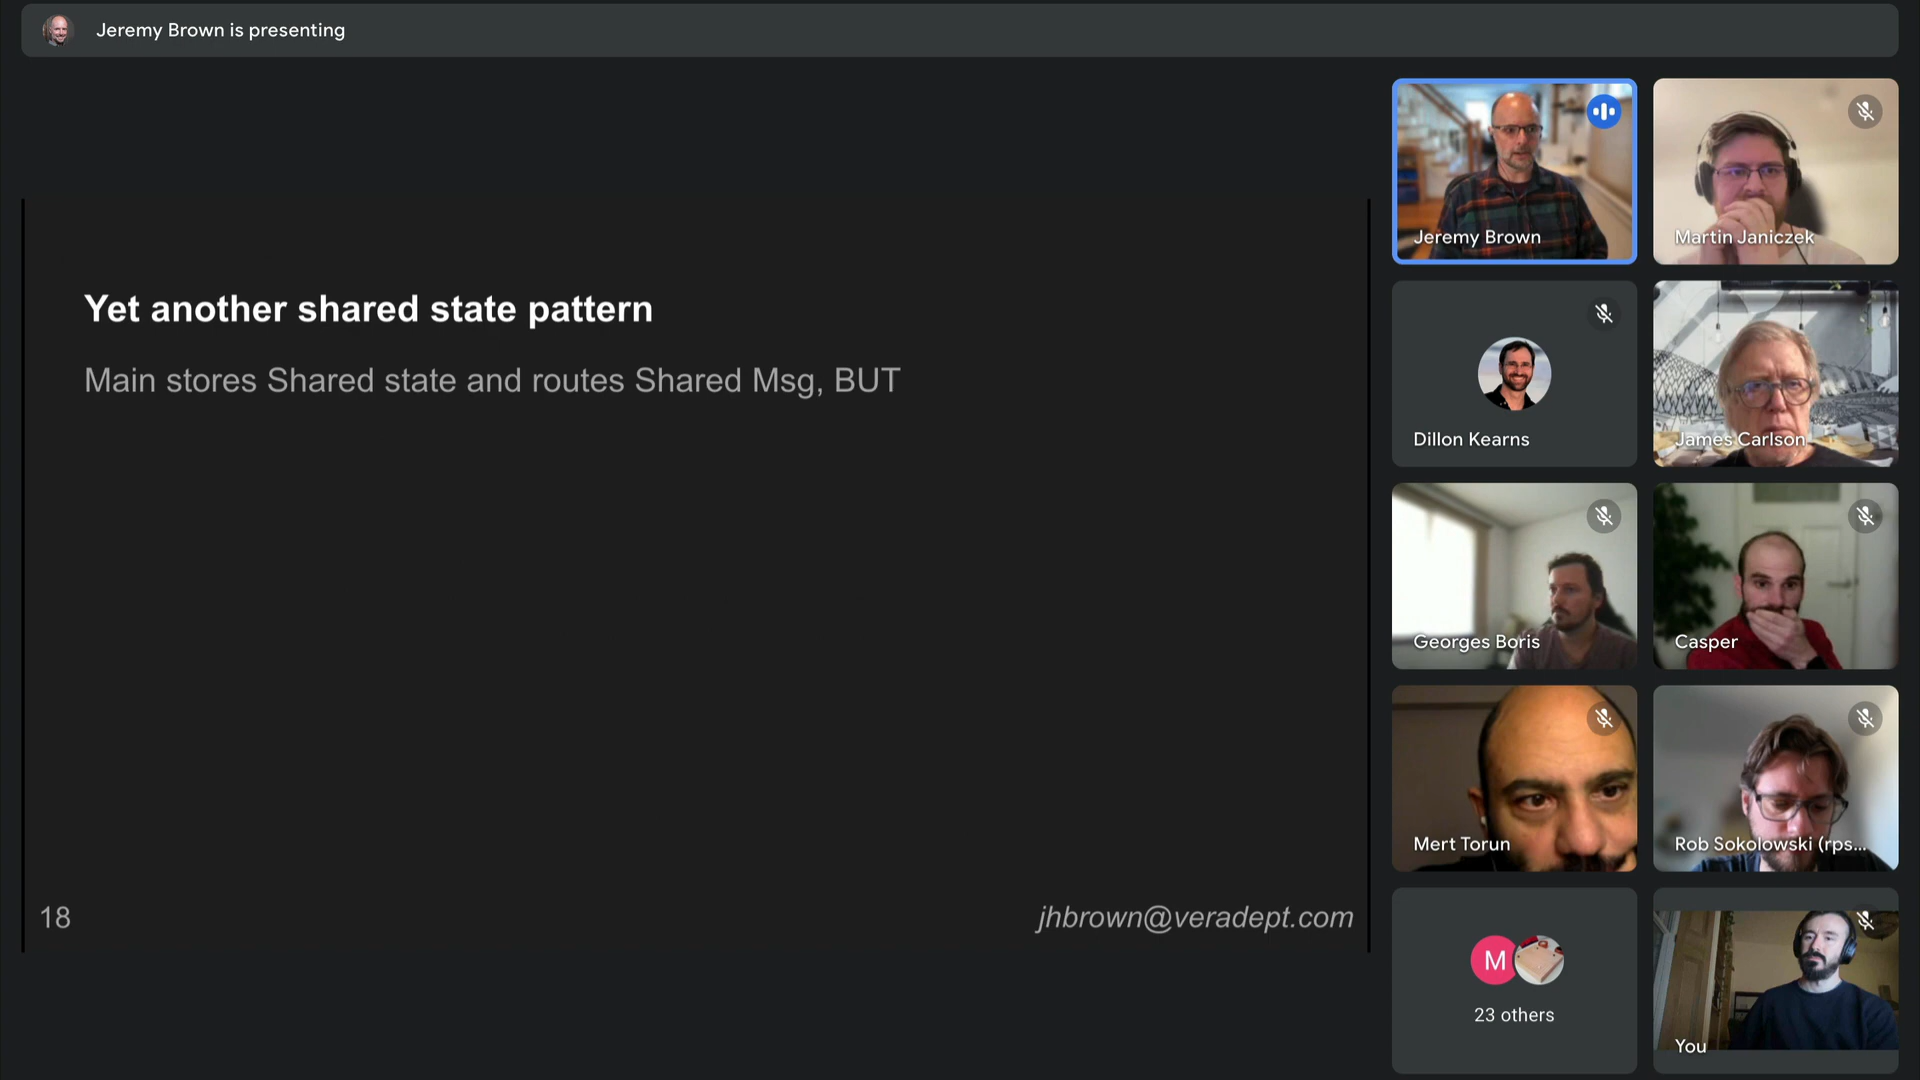 Jeremy Brown is presenting
Yet another shared state pattern
Main stores Shared state and routes Shared Msg, BUT
18
jhbrown@veradept.com
Jeremy Brown
Martin Janiczek
Dillon Kearns
James Carlson
Georges Boris
Casper
Mert Torun
Rob Sokolowski (rps...
M
23 others
You